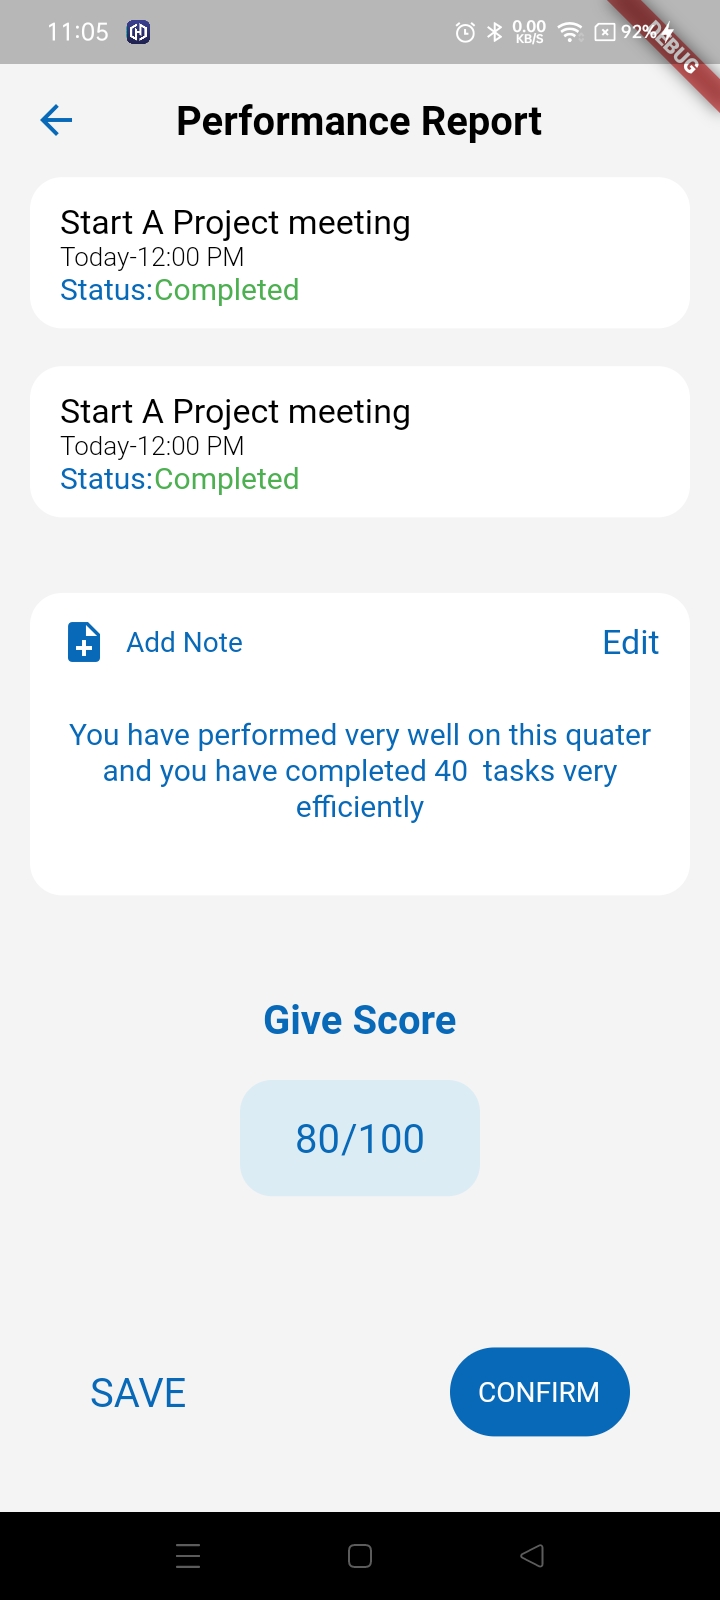 11:05
0.00
KB/S
92%
DEBUG
Performance Report
Start A Project meeting
Today-12:00 PM
Status:Completed
Start A Project meeting
Today-12:00 PM
Status:Completed
Add Note
Edit
You have performed very well on this quater
and you have completed 40  tasks very
efficiently
Give Score
80/100
SAVE
CONFIRM